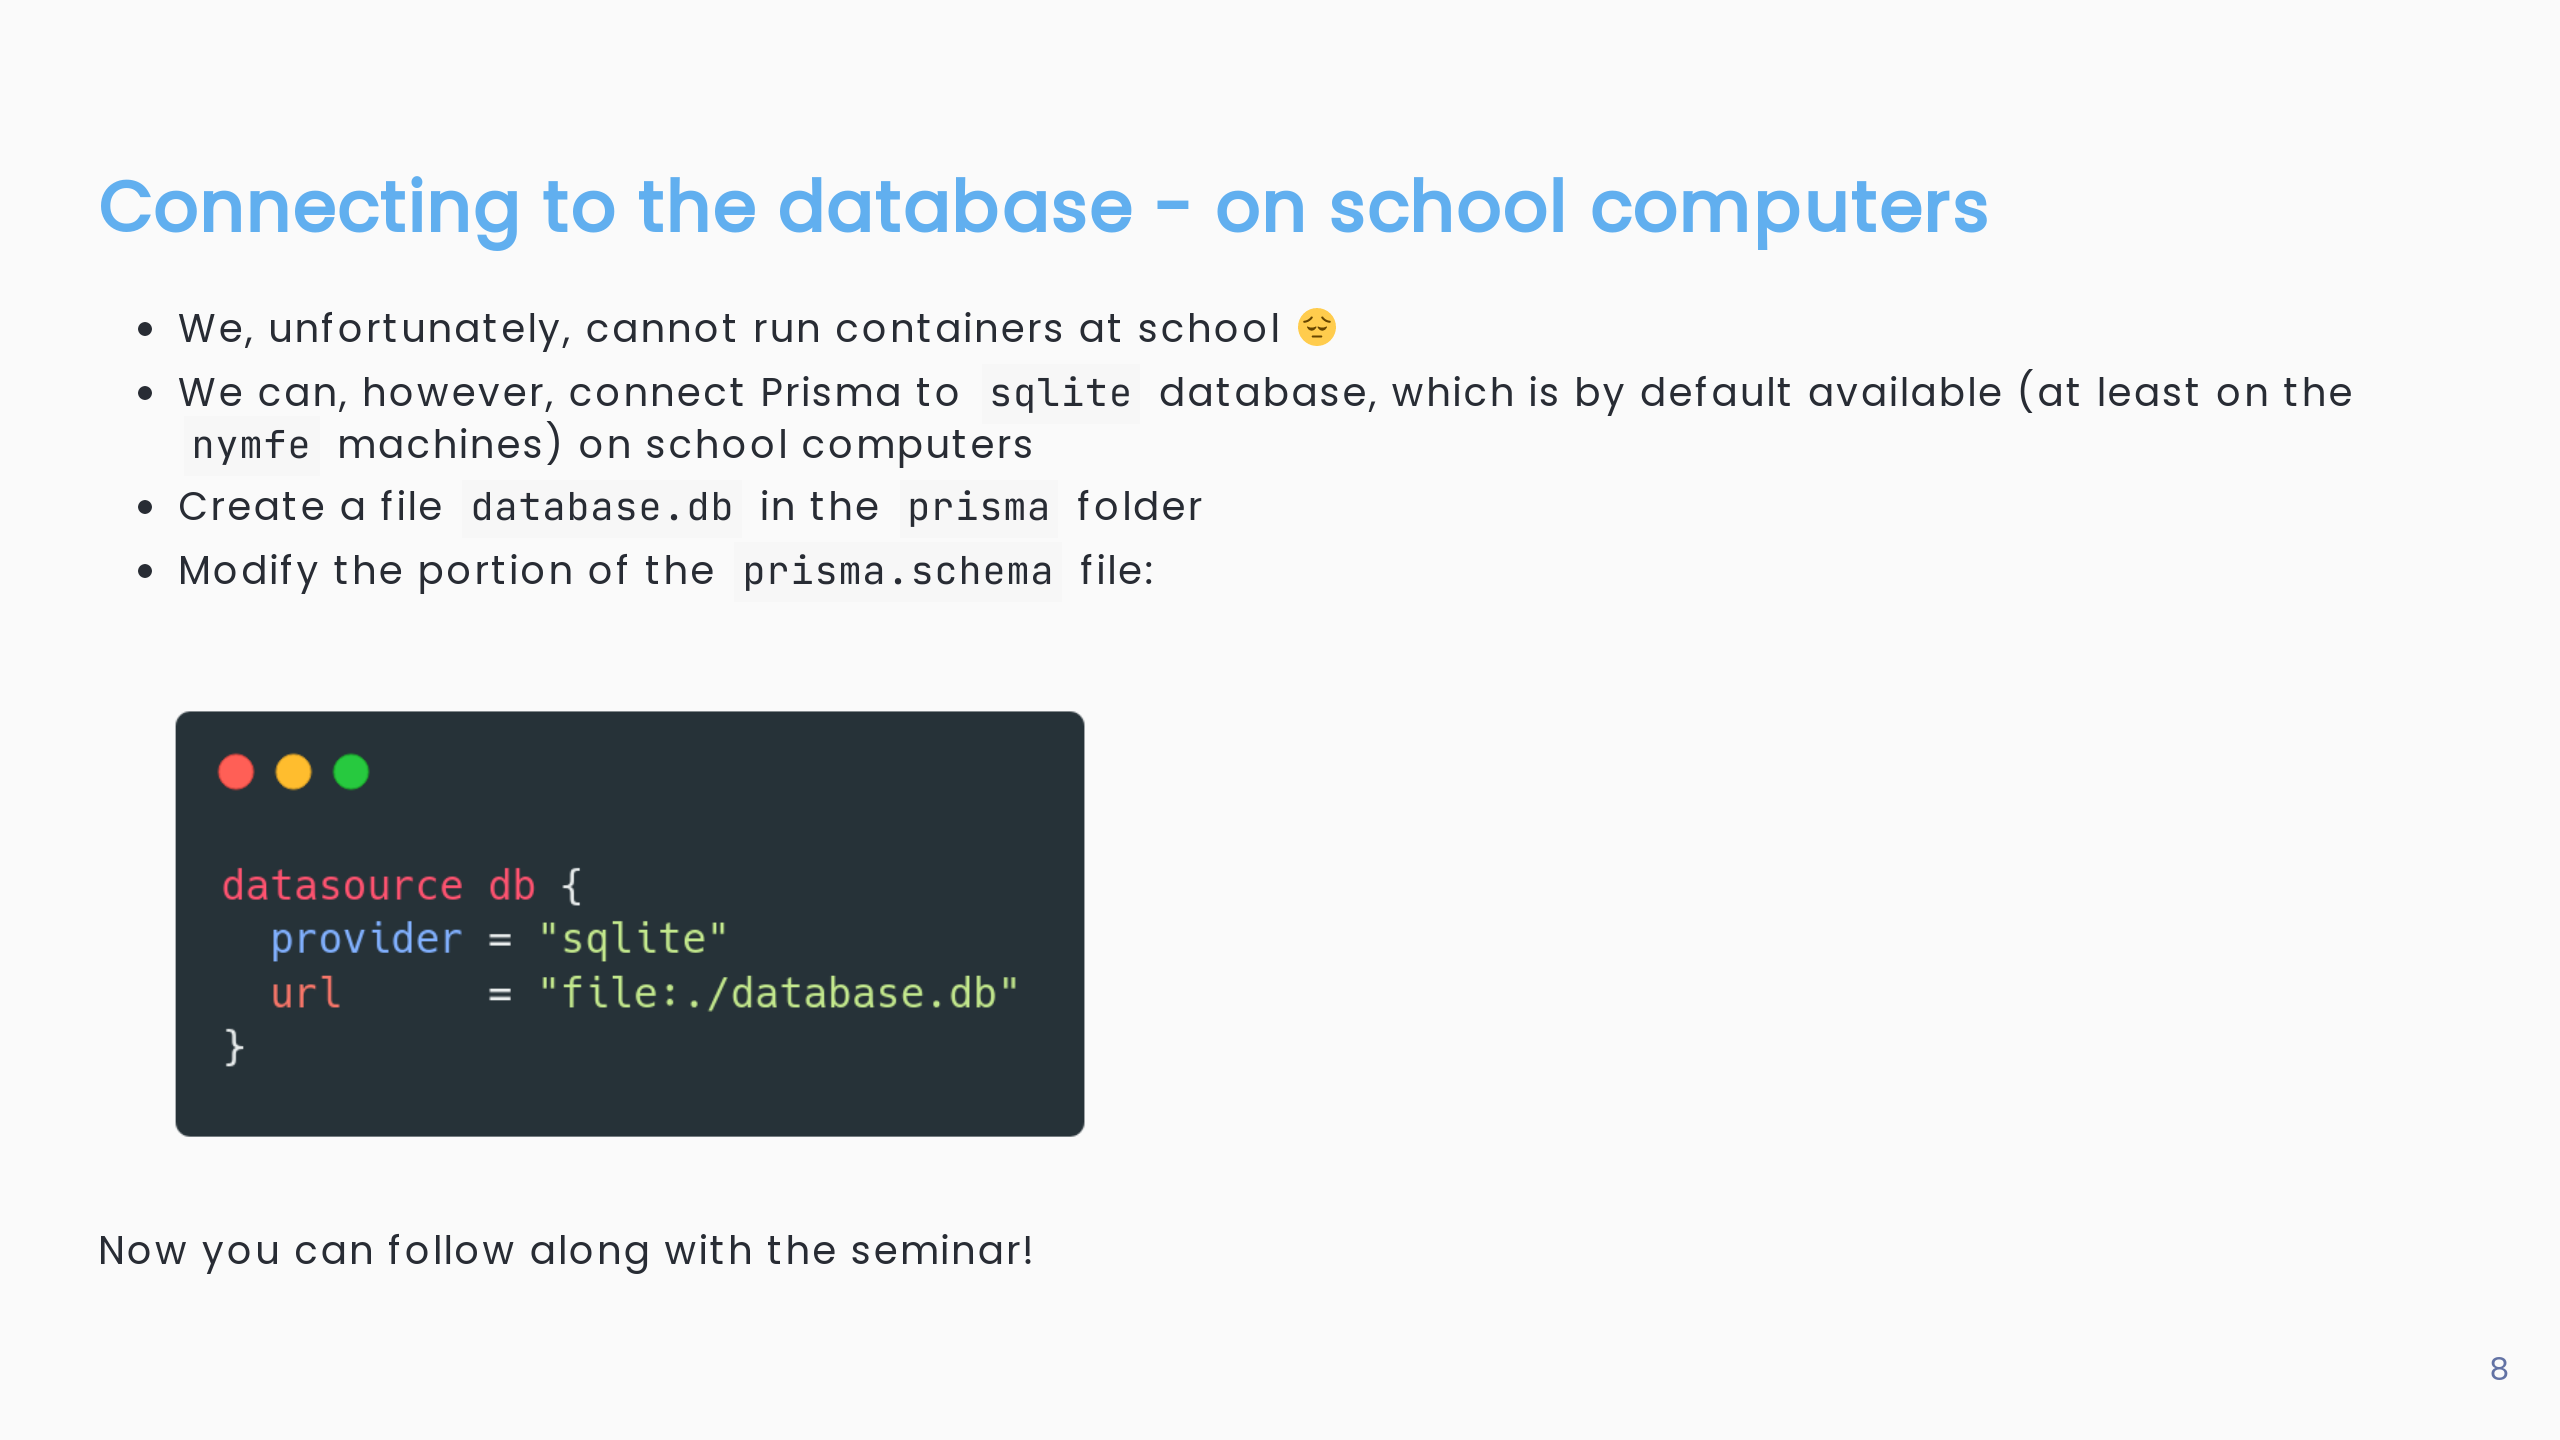 Connecting to the database - on school computers
• We, unfortunately, cannot run containers at school 😔
• We can, however, connect Prisma to sqlite database, which is by default available (at least on the
nymfe machines) on school computers
• Create a file database.db in the prisma folder
• Modify the portion of the prisma.schema file:
datasource db {
  provider = "sqlite"
  url      = "file:./database.db"
}
Now you can follow along with the seminar!
8